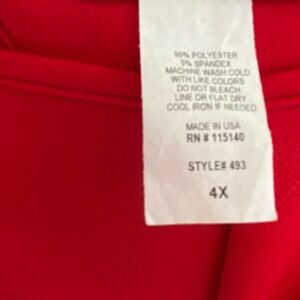 95% POLYESTER
5% SPANDEX
MACHINE WASH COLD
WITH LIKE COLORS
DO NOT BLEACH
LINE OR FLAT DRY
COOL IRON IF NEEDED
MADE IN USA
RN # 115140
STYLE# 493
4X